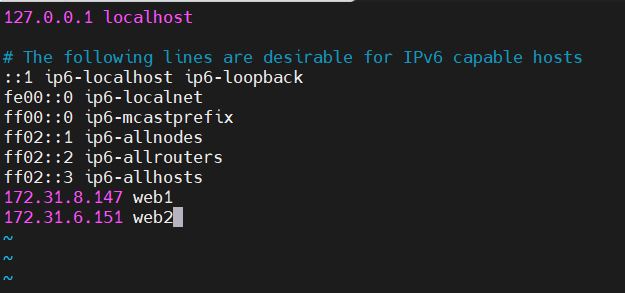 127.0.0.1 localhost
# The following lines are desirable for IPv6 capable hosts
::1 ip6-localhost ip6-loopback
fe00::0 ip6-localnet
ff00::0 ip6-mcastprefix
ff02::1 ip6-allnodes
ff02::2 ip6-allrouters
ff02::3 ip6-allhosts
172.31.8.147 web1
172.31.6.151 web2
~
~
~